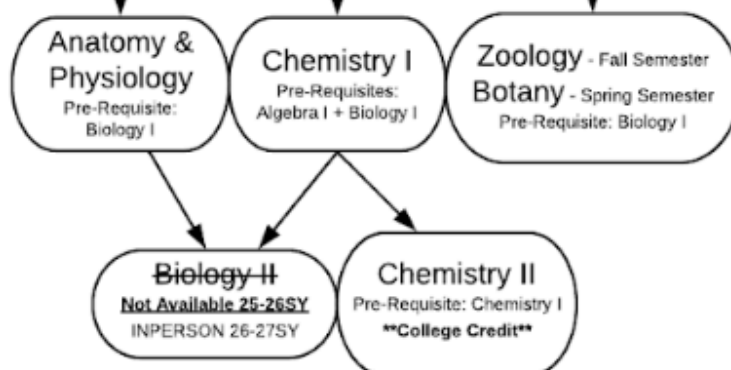 Anatomy &
Physiology
Pre-Requisite:
Biology I
Chemistry I
Pre-Requisites:
Algebra I + Biology I
Zoology - Fall Semester
Botany - Spring Semester
Pre-Requisite: Biology I
Biology II
Not Available 25-26SY
INPERSON 26-27SY
Chemistry II
Pre-Requisite: Chemistry I
**College Credit**